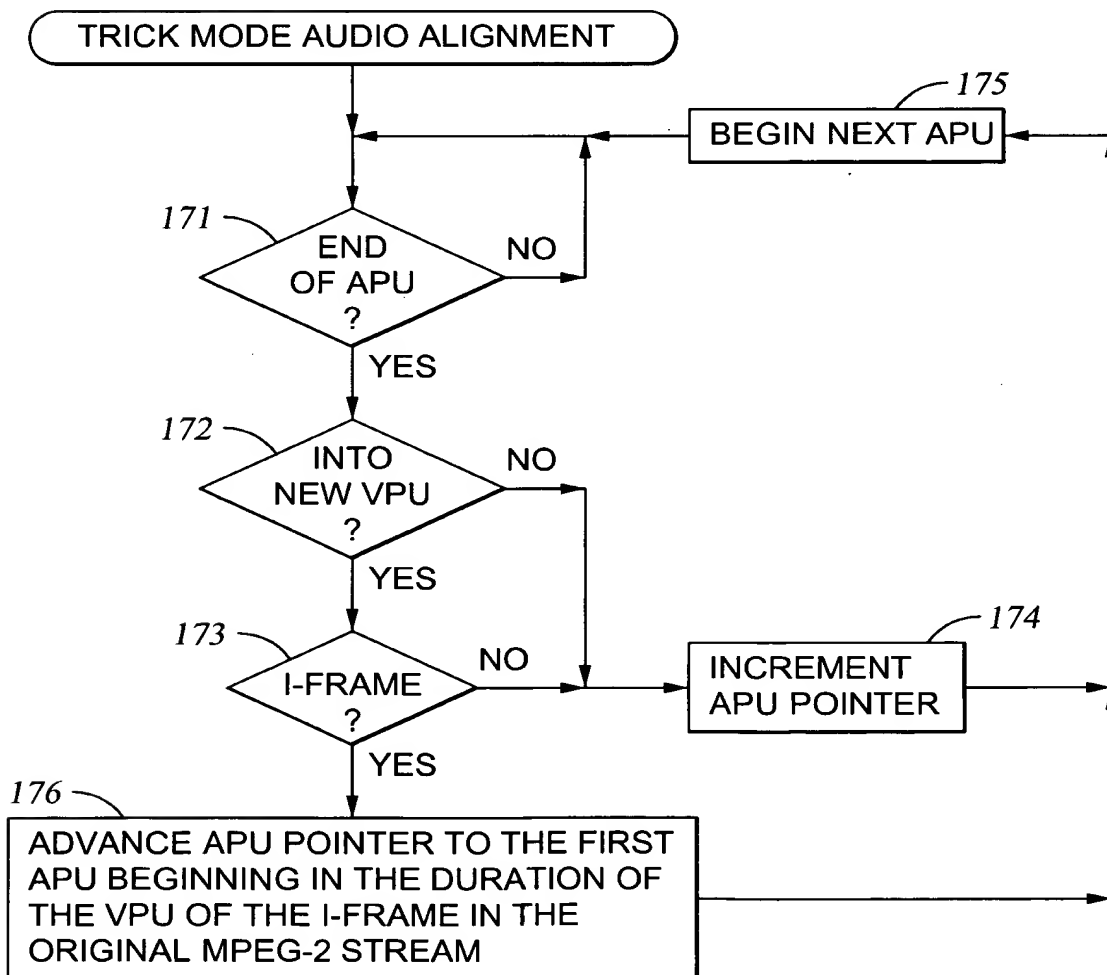 TRICK MODE AUDIO ALIGNMENT
175
BEGIN NEXT APU
171
END
OF APU
?
NO
YES
172
INTO
NEW VPU
?
NO
YES
173
I-FRAME
?
NO
174
INCREMENT
APU POINTER
YES
176
ADVANCE APU POINTER TO THE FIRST
APU BEGINNING IN THE DURATION OF
THE VPU OF THE I-FRAME IN THE
ORIGINAL MPEG-2 STREAM